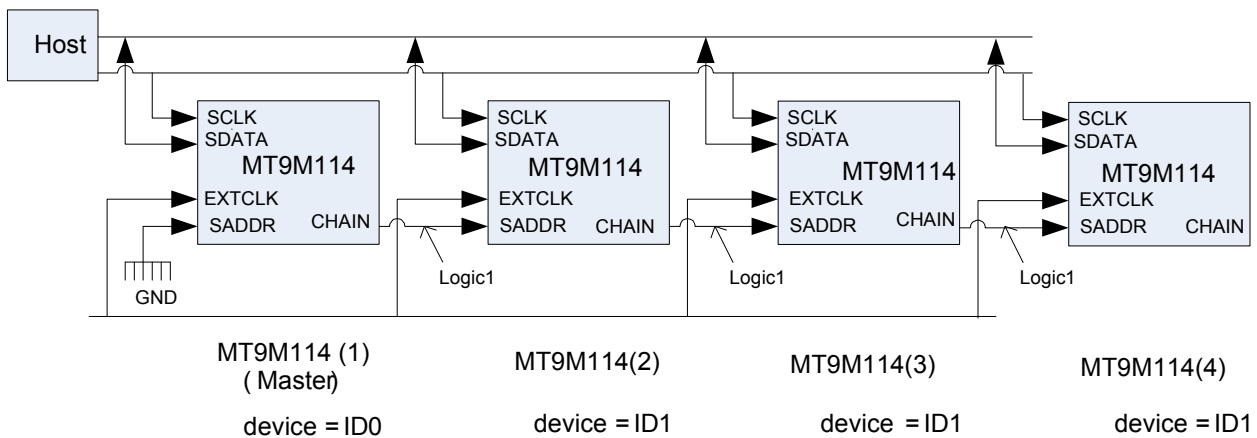 Host
SCLK
SDATA
MT9M114
EXTCLK
SADDR
CHAIN
SCLK
SDATA
MT9M114
EXTCLK
SADDR
CHAIN
SCLK
SDATA
MT9M114
EXTCLK
SADDR
CHAIN
SCLK
SDATA
MT9M114
EXTCLK
SADDR
CHAIN
GND
Logic1
Logic1
Logic1
MT9M114 (1)
( Master)
device = ID0
MT9M114(2)
device = ID1
MT9M114(3)
device = ID1
MT9M114(4)
device = ID1